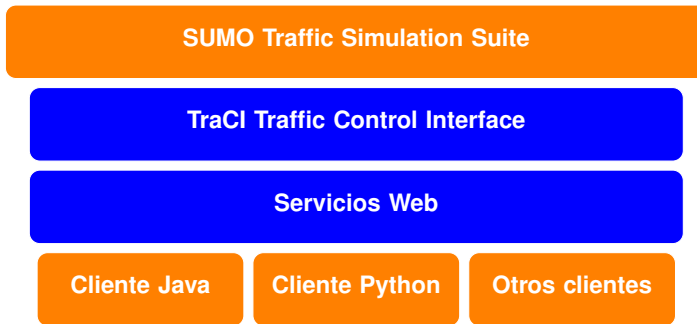 SUMO Traffic Simulation Suite
TraCI Traffic Control Interface
Servicios Web
Cliente Java
Cliente Python
Otros clientes